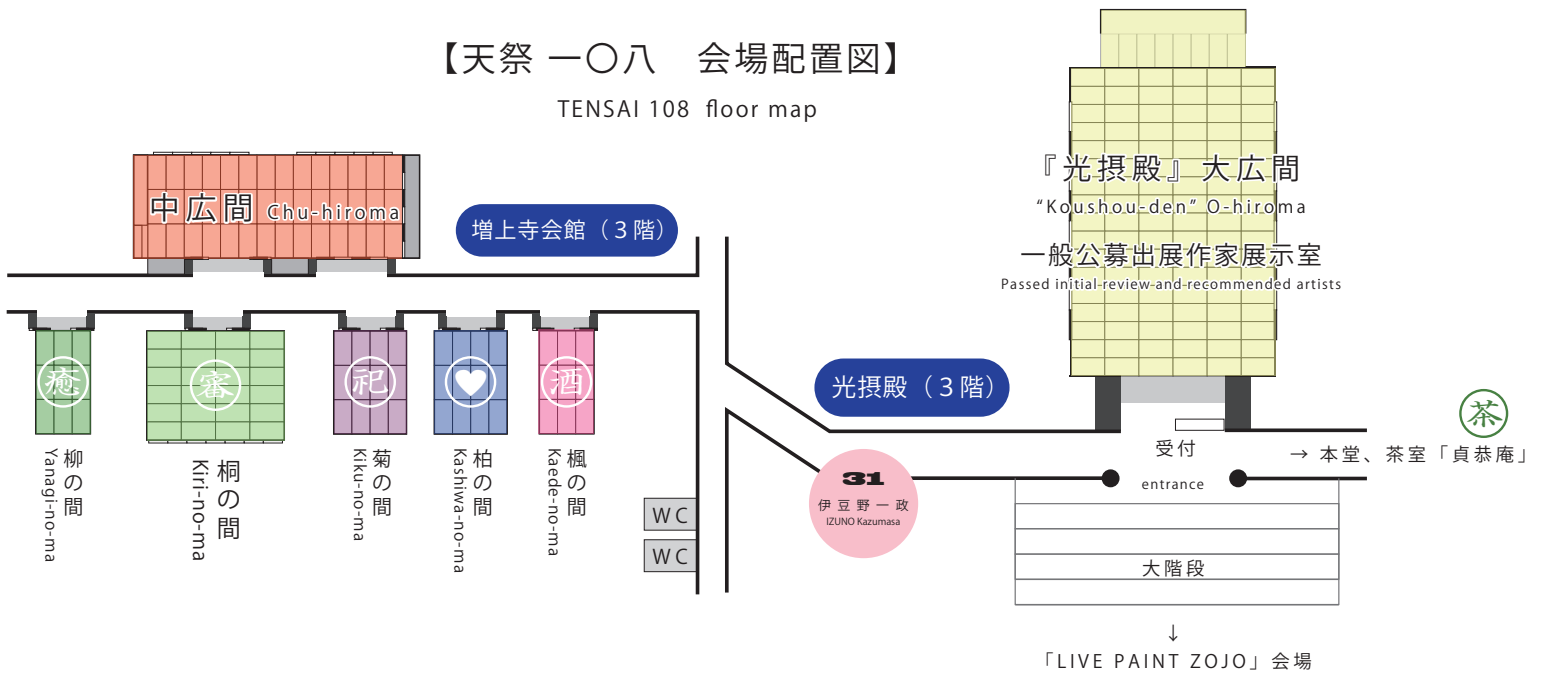 【天祭 一〇八　会場配置図】
TENSAI 108 floor map
中広間 Chu-hiroma
増上寺会館（３階）
『光摂殿』大広間
“Koushou-den” O-hiroma
一般公募出展作家展示室
Passed initial review and recommended artists
癒
審
祀
酒
柳の間
Yanagi-no-ma
桐の間
Kiri-no-ma
菊の間
Kiku-no-ma
柏の間
Kashiwa-no-ma
楓の間
Kaede-no-ma
WC
WC
光摂殿（３階）
31
伊豆野一政
IZUNO Kazumasa
受付
entrance
茶
→ 本堂、茶室「貞恭庵」
大階段
↓
「LIVE PAINT ZOJO」会場